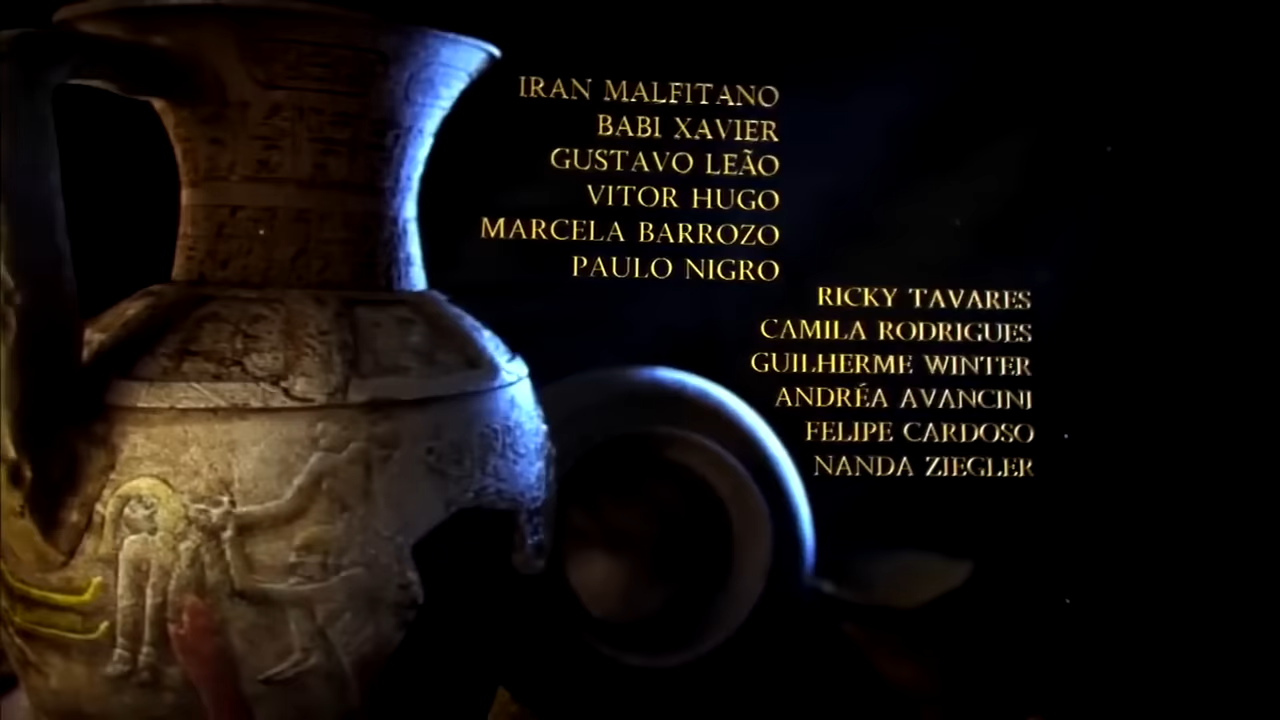 IRAN MALFITANO
BABI XAVIER
GUSTAVO LEÃO
VITOR HUGO
MARCELA BARROZO
PAULO NIGRO
RICKY TAVARES
CAMILA RODRIGUES
GUILHERME WINTER
ANDRÉA AVANCINI
FELIPE CARDOSO
NANDA ZIEGLER